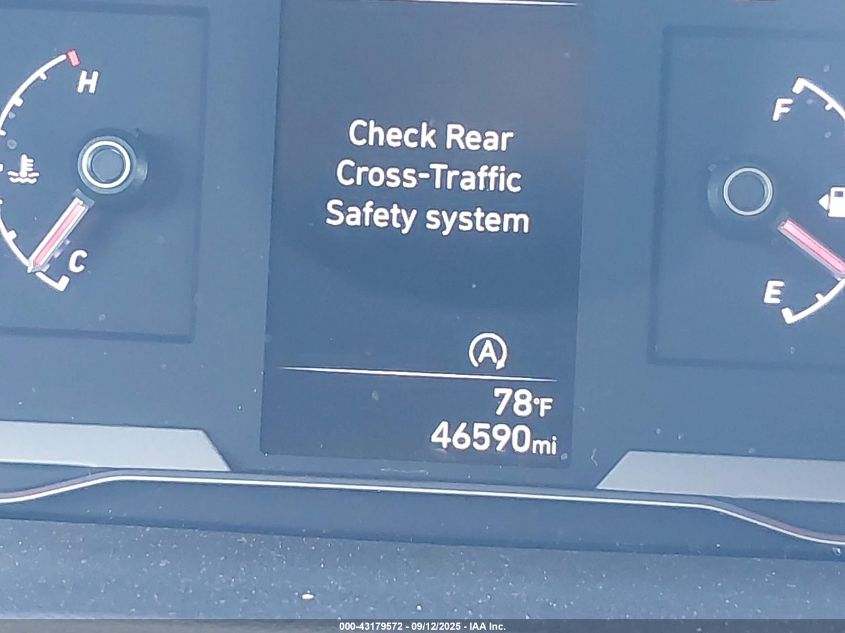 H
C
Check Rear
Cross-Traffic
Safety system
F
E
A
78°F
46590mi
000-43179572 - 09/12/2025 - IAA Inc.